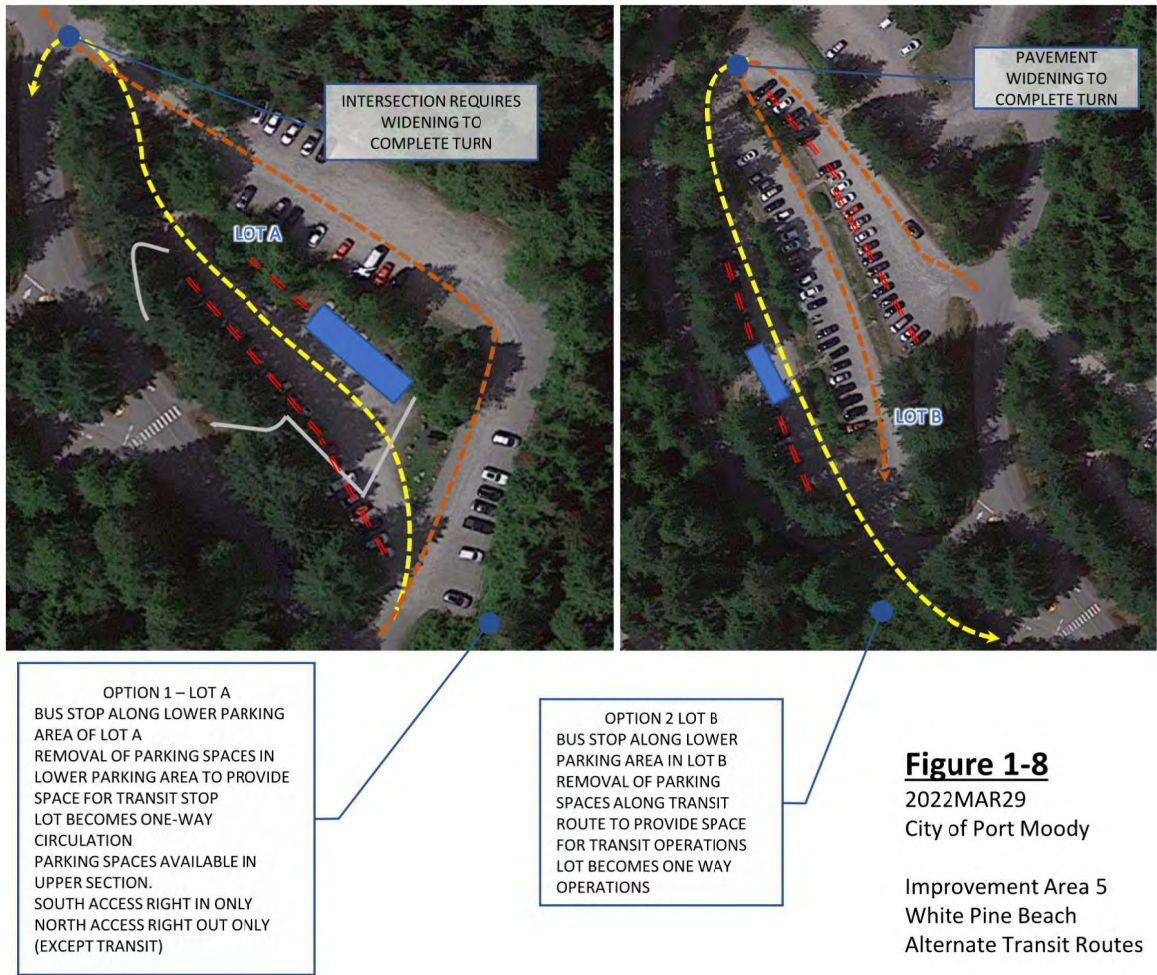 INTERSECTION REQUIRES
WIDENING TO
COMPLETE TURN
LOT A
PAVEMENT
WIDENING TO
COMPLETE TURN
LOT B
OPTION 1 – LOT A
BUS STOP ALONG LOWER PARKING
AREA OF LOT A
REMOVAL OF PARKING SPACES IN
LOWER PARKING AREA TO PROVIDE
SPACE FOR TRANSIT STOP
LOT BECOMES ONE-WAY
CIRCULATION
PARKING SPACES AVAILABLE IN
UPPER SECTION.
SOUTH ACCESS RIGHT IN ONLY
NORTH ACCESS RIGHT OUT ONLY
(EXCEPT TRANSIT)
OPTION 2 LOT B
BUS STOP ALONG LOWER
PARKING AREA IN LOT B
REMOVAL OF PARKING
SPACES ALONG TRANSIT
ROUTE TO PROVIDE SPACE
FOR TRANSIT OPERATIONS
LOT BECOMES ONE WAY
OPERATIONS
Figure 1-8
2022MAR29
City of Port Moody
Improvement Area 5
White Pine Beach
Alternate Transit Routes